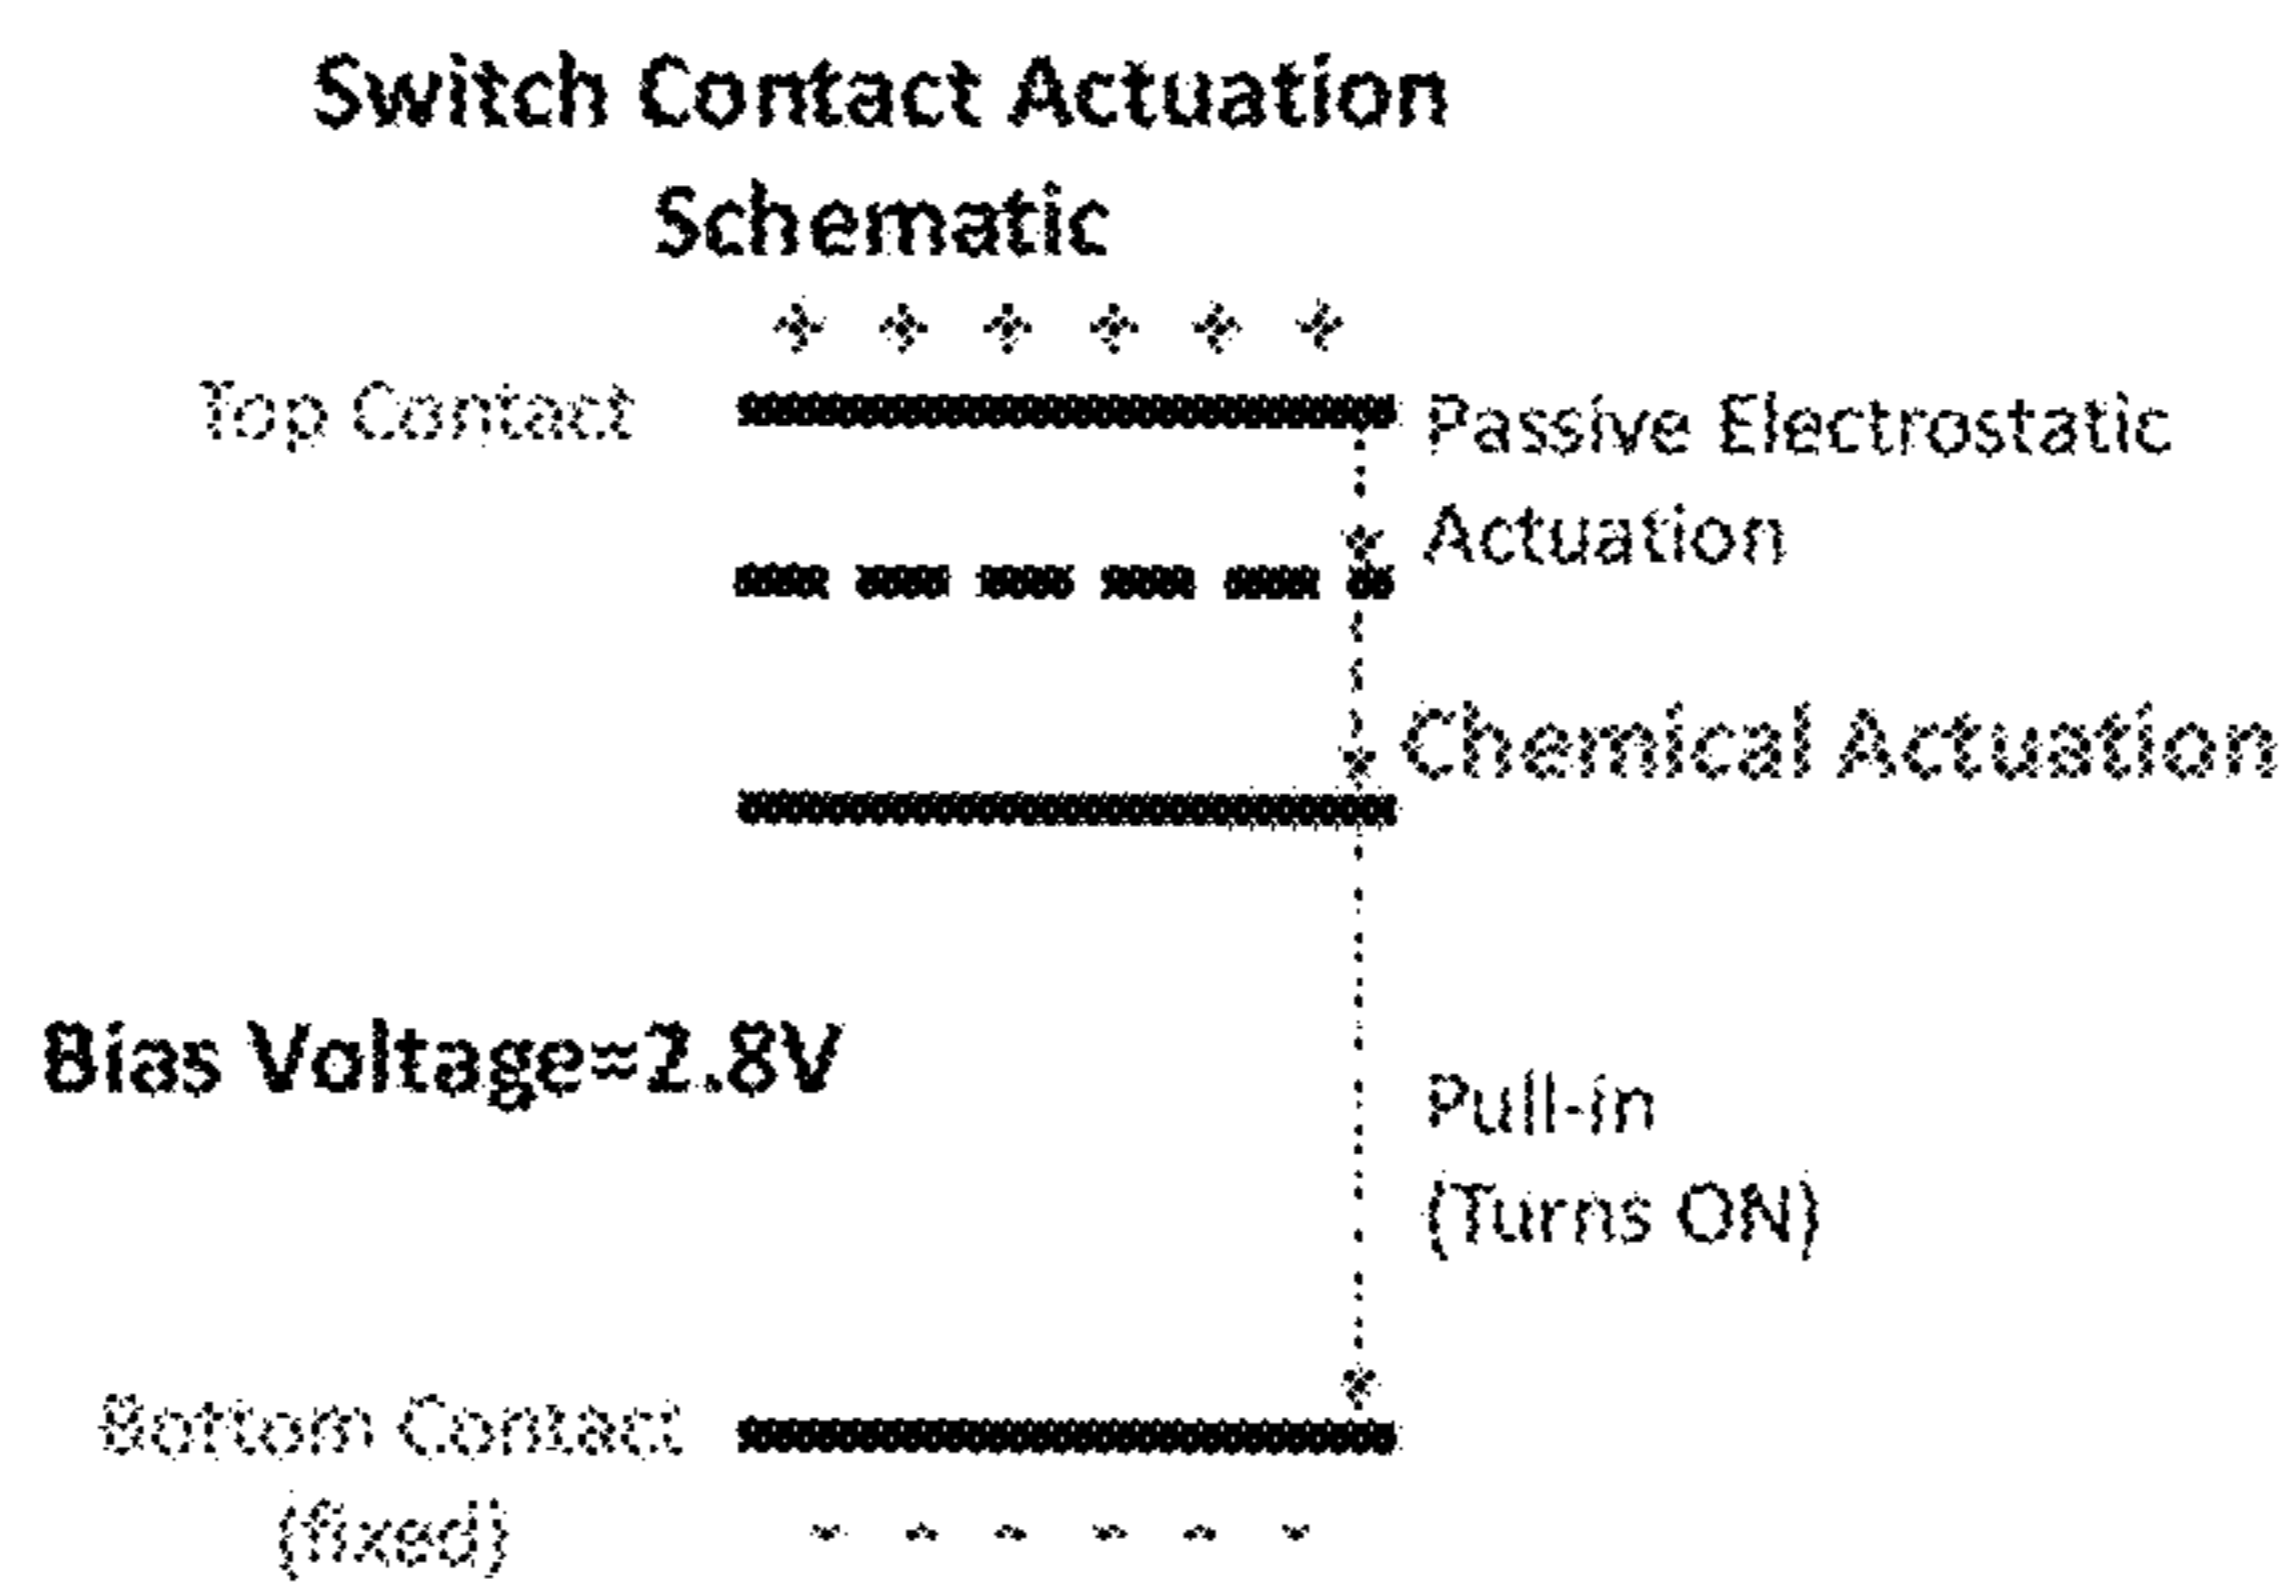 Switch Contact Actuation
Schematic
+ + + + + +
Top Contact
Passive Electrostatic
Actuation
Chemical Actuation
Bias Voltage=2.8V
Pull-in
(Turns ON)
Bottom Contact
(fixed)
- - - - - -